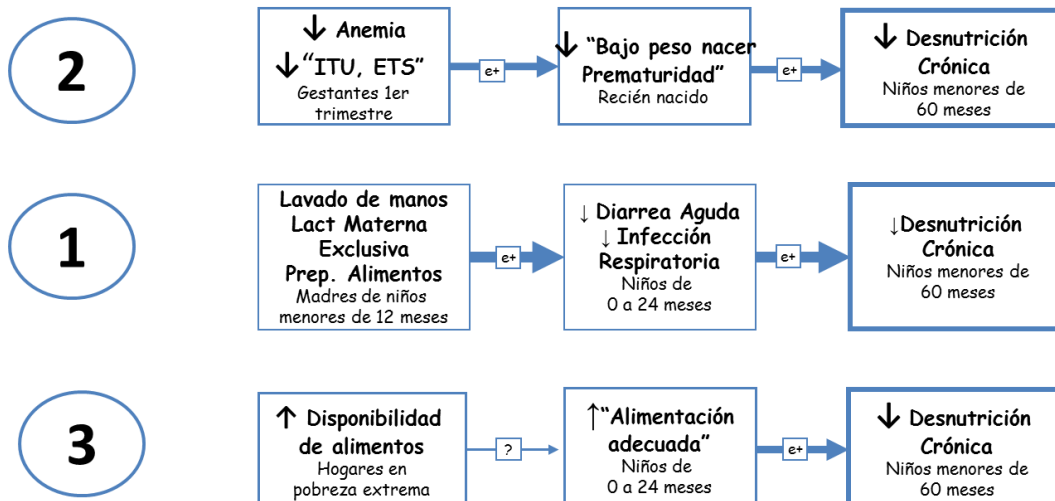 2
↓ Anemia
↓“ITU, ETS”
Gestantes 1er
trimestre
e+
↓ “Bajo peso nacer
Prematuridad”
Recién nacido
e+
↓ Desnutrición
Crónica
Niños menores de
60 meses
1
Lavado de manos
Lact Materna
Exclusiva
Prep. Alimentos
Madres de niños
menores de 12 meses
e+
↓ Diarrea Aguda
↓ Infección
Respiratoria
Niños de
0 a 24 meses
e+
↓Desnutrición
Crónica
Niños menores de
60 meses
3
↑ Disponibilidad
de alimentos
Hogares en
pobreza extrema
?
↑“Alimentación
adecuada”
Niños de
0 a 24 meses
e+
↓ Desnutrición
Crónica
Niños menores de
60 meses